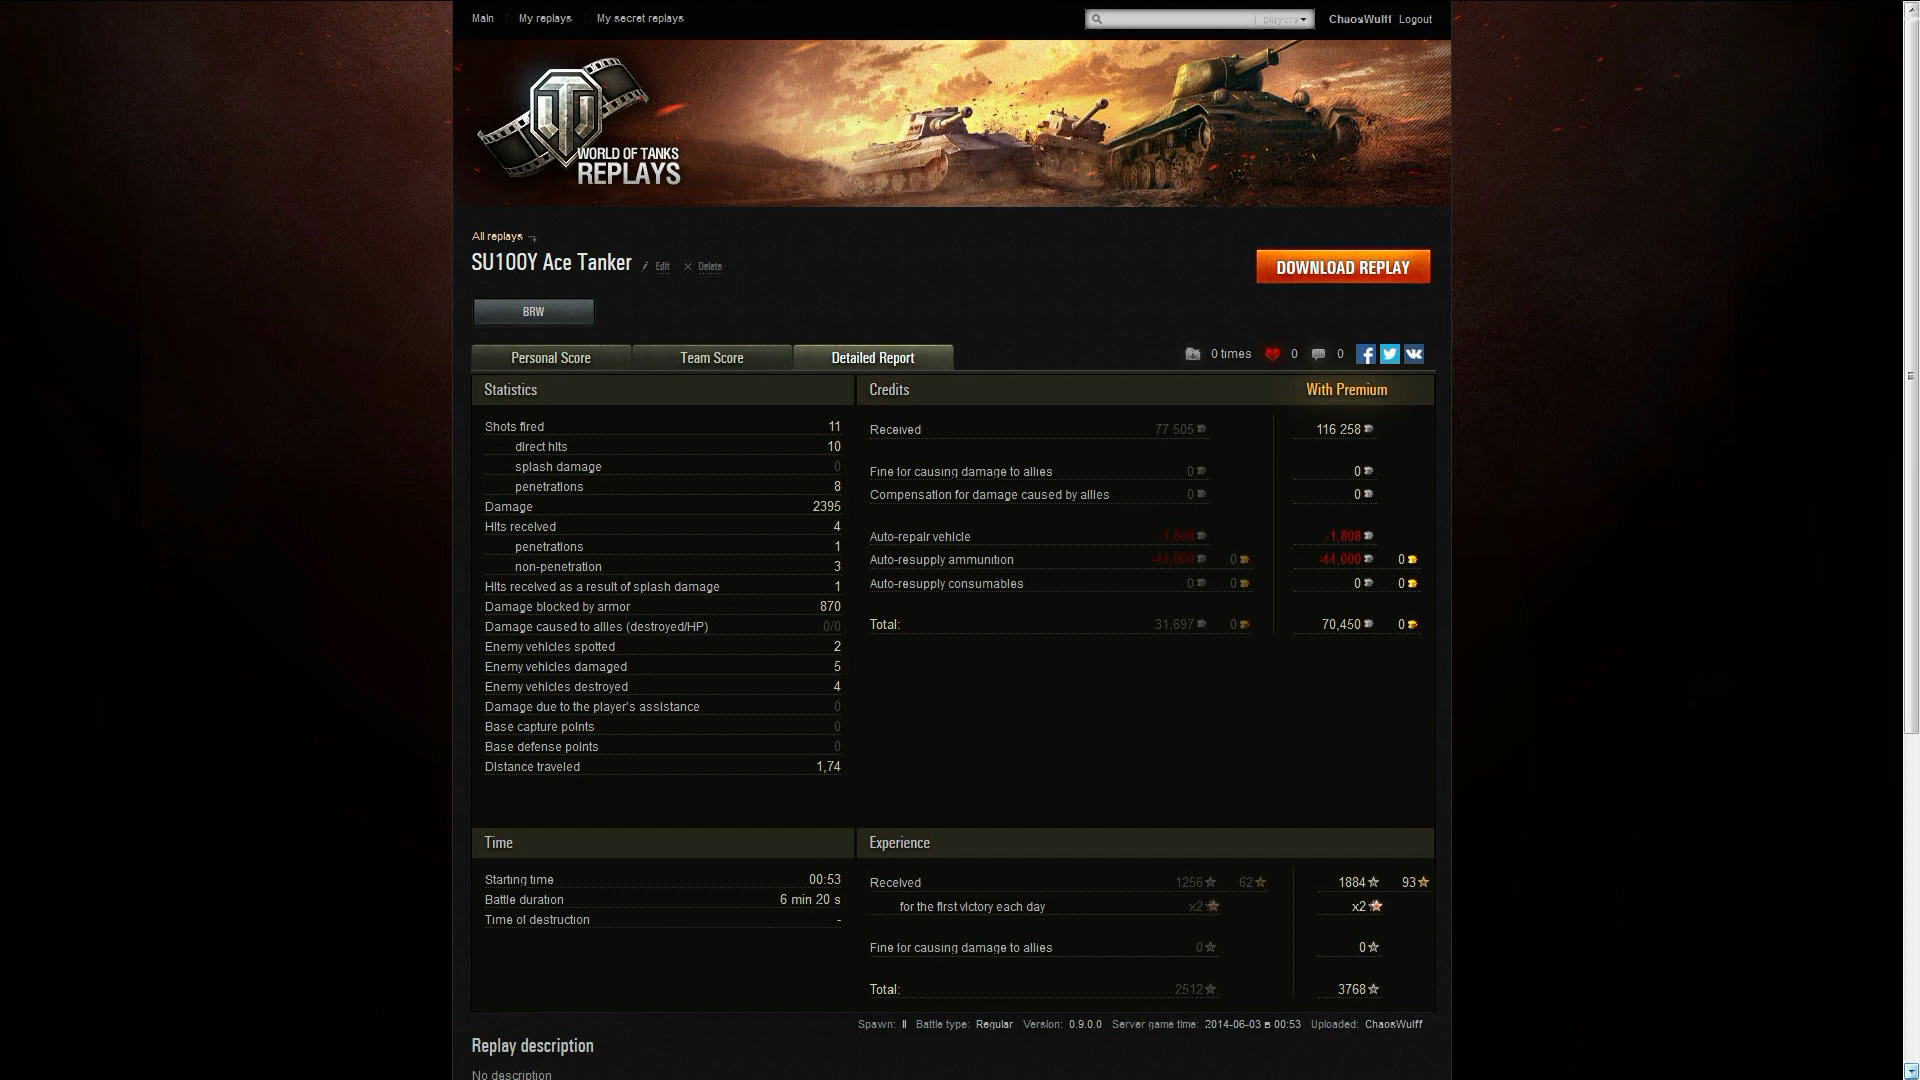 Main My replays My secret replays players ChaosWulff Logout
WORLD OF TANKS
REPLAYS
All replays
SU100Y Ace Tanker Edit Delete
DOWNLOAD REPLAY
BRW
Personal Score Team Score Detailed Report 0 times 0 0
Statistics
Shots fired 11
direct hits 10
splash damage 0
penetrations 8
Damage 2395
Hits received 4
penetrations 1
non-penetration 3
Hits received as a result of splash damage 1
Damage blocked by armor 870
Damage caused to allies (destroyed/HP) 0/0
Enemy vehicles spotted 2
Enemy vehicles damaged 5
Enemy vehicles destroyed 4
Damage due to the player's assistance 0
Base capture points 0
Base defense points 0
Distance traveled 1,74
Credits With Premium
Received 77 505 116 258
Fine for causing damage to allies 0 0
Compensation for damage caused by allies 0 0
Auto-repair vehicle -1,808 -1,808
Auto-resupply ammunition -44,000 0 -44,000 0
Auto-resupply consumables 0 0 0 0
Total: 31,697 0 70,450 0
Time
Starting time 00:53
Battle duration 6 min 20 s
Time of destruction -
Experience
Received 1256 62 1884 93
for the first victory each day x2 x2
Fine for causing damage to allies 0 0
Total: 2512 3768
Spawn: II Battle type: Regular Version: 0.9.0.0 Server game time: 2014-06-03 в 00:53 Uploaded: ChaosWulff
Replay description
No description